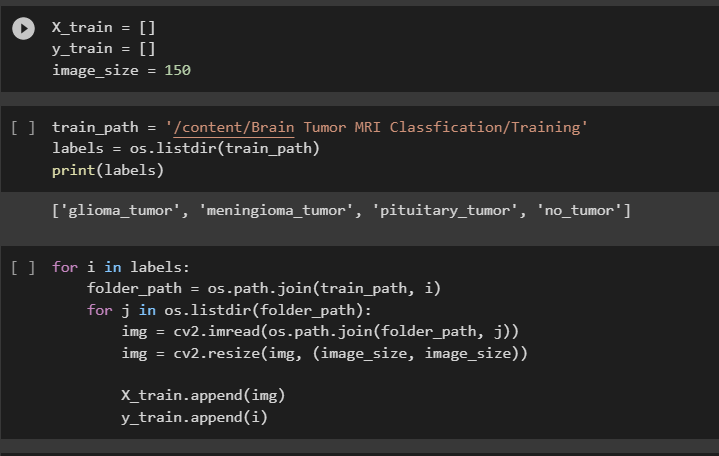 X_train = []
y_train = []
image_size = 150
[ ] train_path = '/content/Brain Tumor MRI Classfication/Training'
labels = os.listdir(train_path)
print(labels)
['glioma_tumor', 'meningioma_tumor', 'pituitary_tumor', 'no_tumor']
[ ] for i in labels:
folder_path = os.path.join(train_path, i)
for j in os.listdir(folder_path):
img = cv2.imread(os.path.join(folder_path, j))
img = cv2.resize(img, (image_size, image_size))
X_train.append(img)
y_train.append(i)